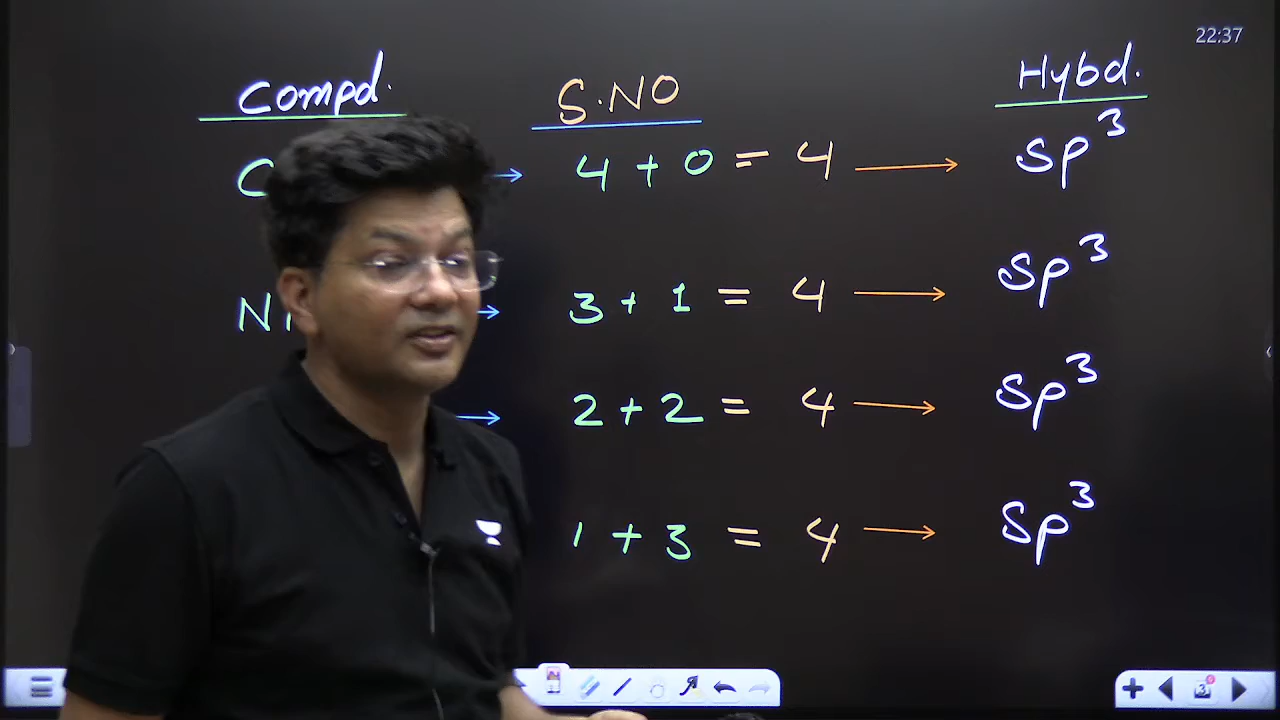 22:37
Compd. S.NO Hybd.
C → 4 + 0 = 4 → Sp³
N → 3 + 1 = 4 → Sp³
→ 2 + 2 = 4 → Sp³
1 + 3 = 4 → Sp³
3